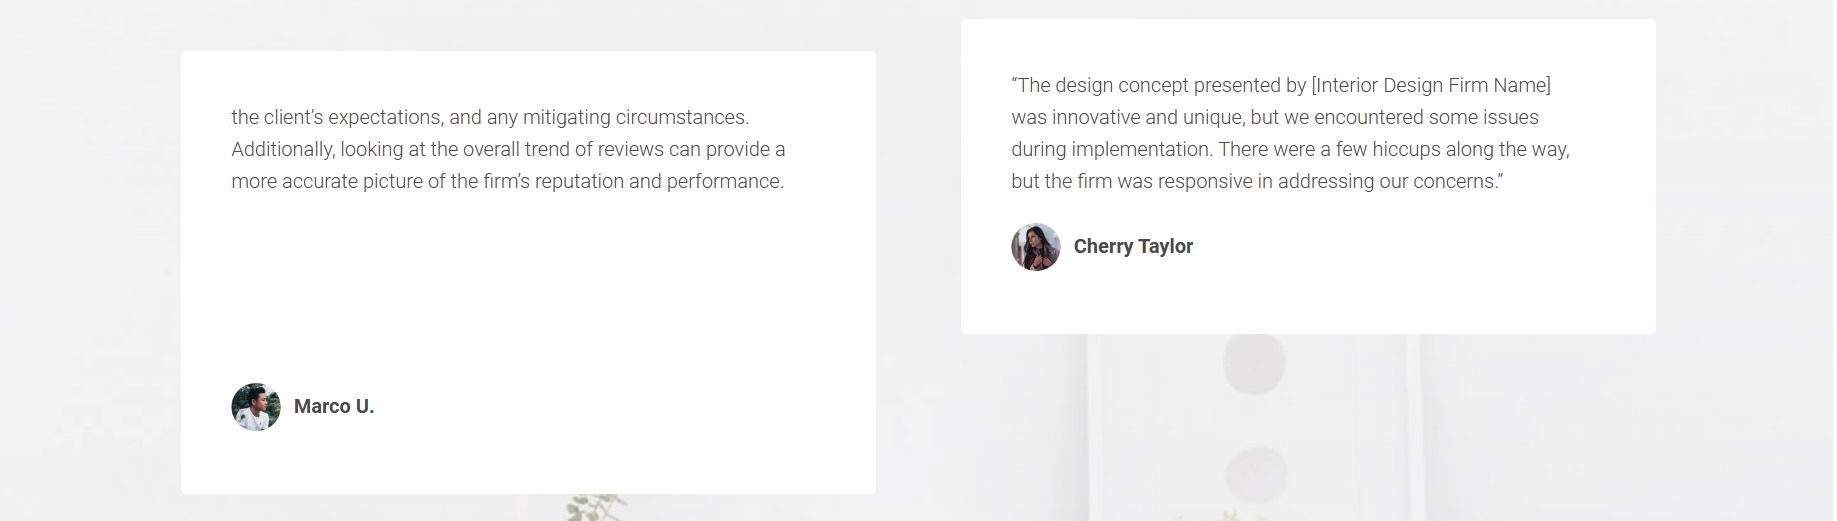 the client’s expectations, and any mitigating circumstances.
Additionally, looking at the overall trend of reviews can provide a
more accurate picture of the firm’s reputation and performance.
Marco U.
“The design concept presented by [Interior Design Firm Name]
was innovative and unique, but we encountered some issues
during implementation. There were a few hiccups along the way,
but the firm was responsive in addressing our concerns.”
Cherry Taylor